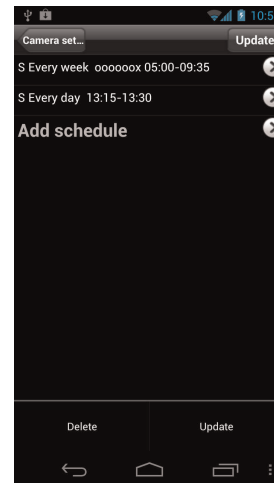 10:5
Camera set...
Update
S Every week oooooox 05:00-09:35
S Every day 13:15-13:30
Add schedule
Delete
Update